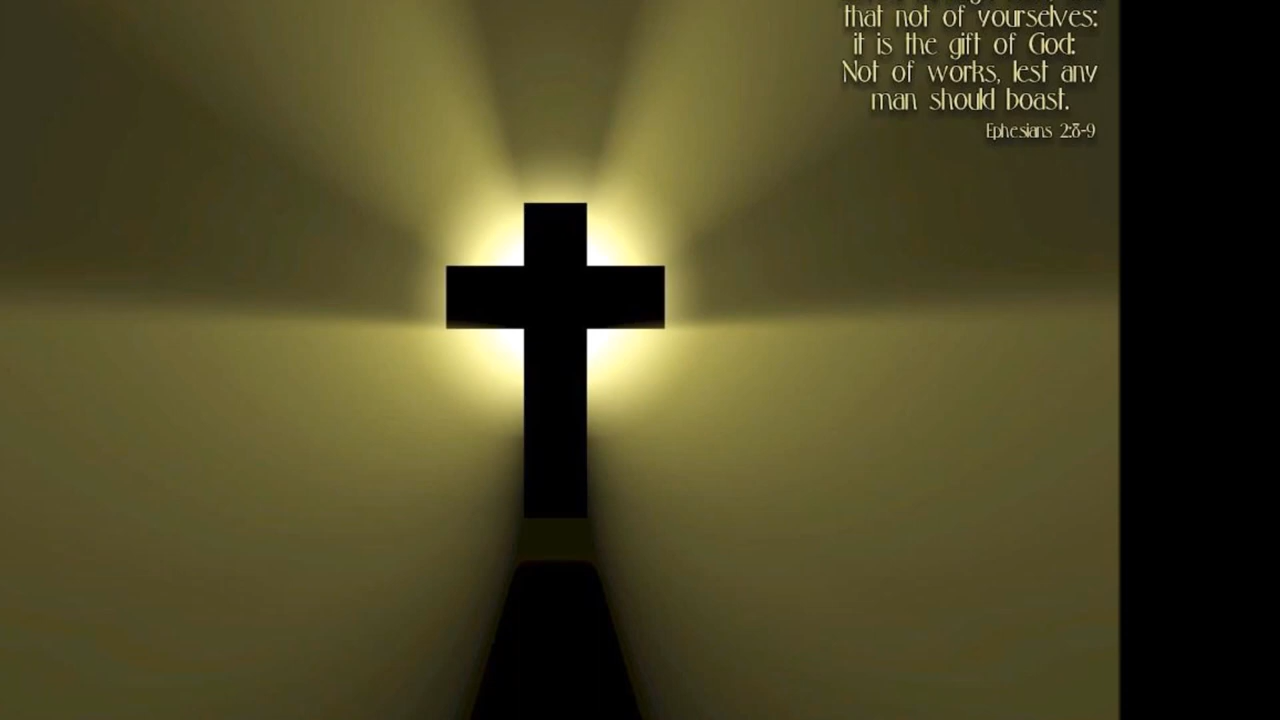 that not of yourselves:
it is the gift of God:
Not of works, lest any
man should boast.
Ephesians 2:8-9